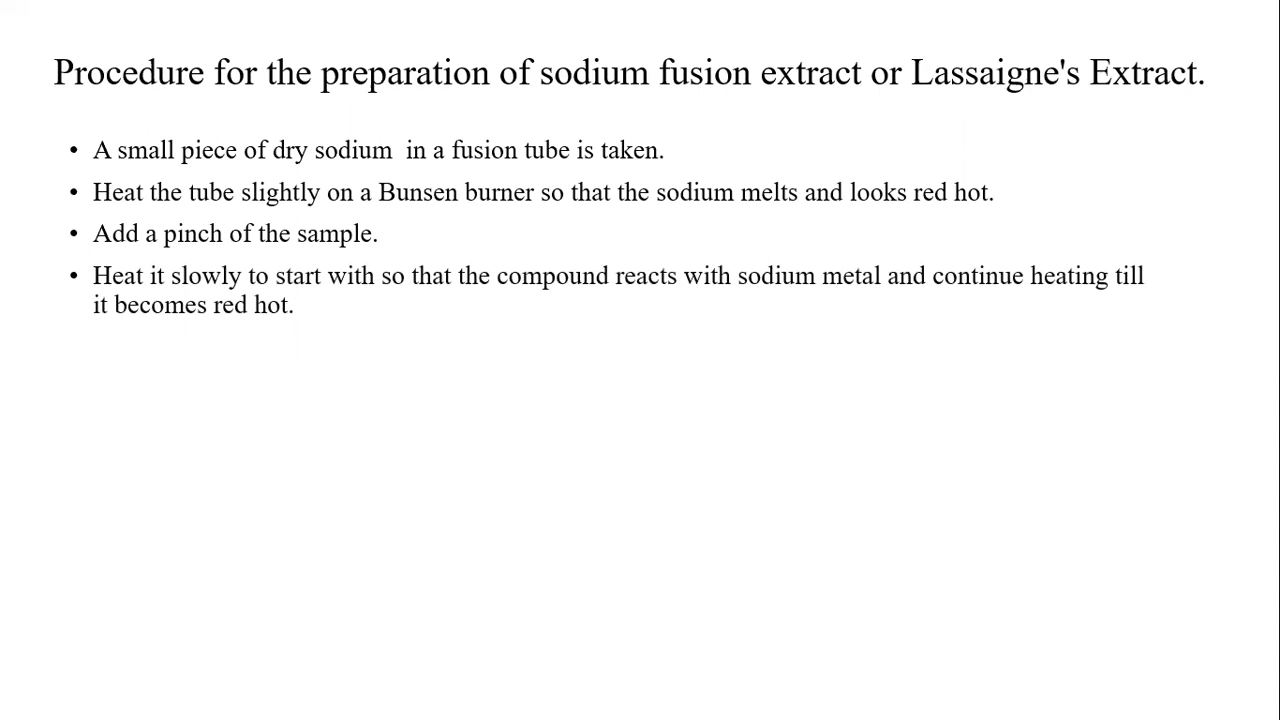 Procedure for the preparation of sodium fusion extract or Lassaigne's Extract.
• A small piece of dry sodium  in a fusion tube is taken.
• Heat the tube slightly on a Bunsen burner so that the sodium melts and looks red hot.
• Add a pinch of the sample.
• Heat it slowly to start with so that the compound reacts with sodium metal and continue heating till
it becomes red hot.